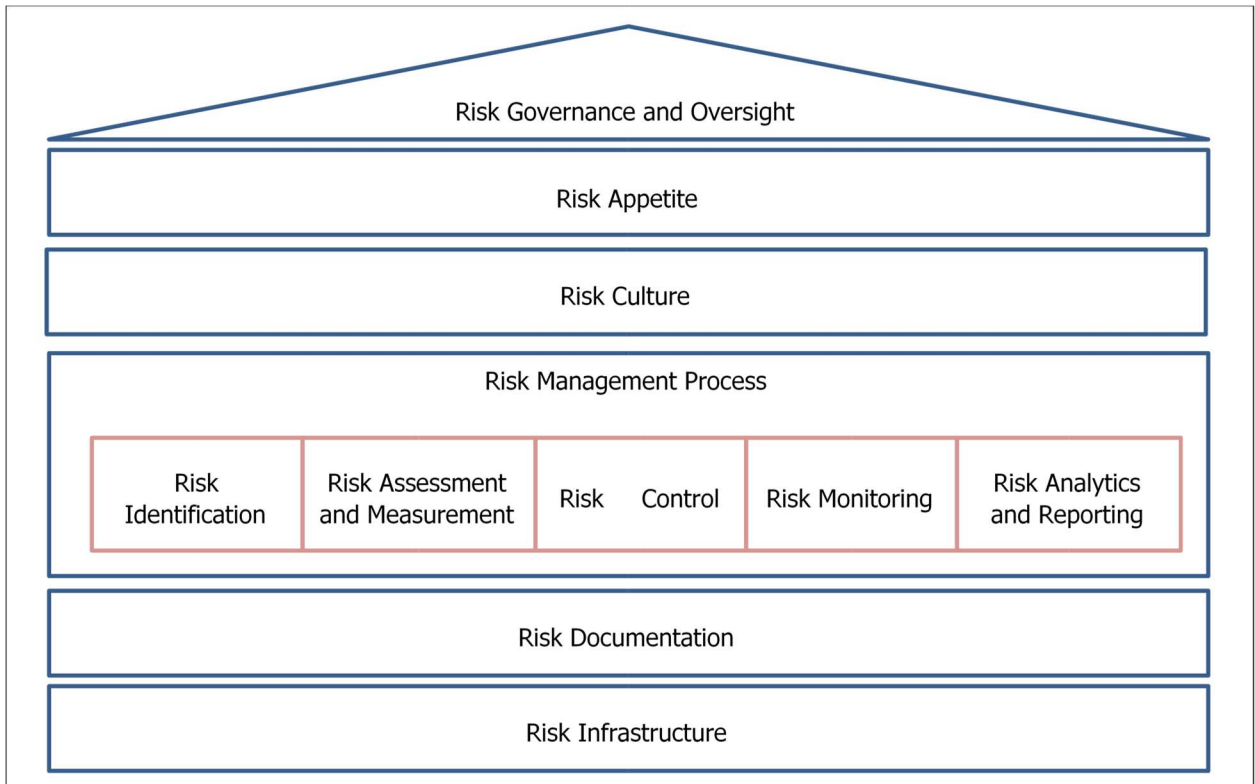 Risk Governance and Oversight
Risk Appetite
Risk Culture
Risk Management Process
Risk
Identification
Risk Assessment
and Measurement
Risk Control
Risk Monitoring
Risk Analytics
and Reporting
Risk Documentation
Risk Infrastructure